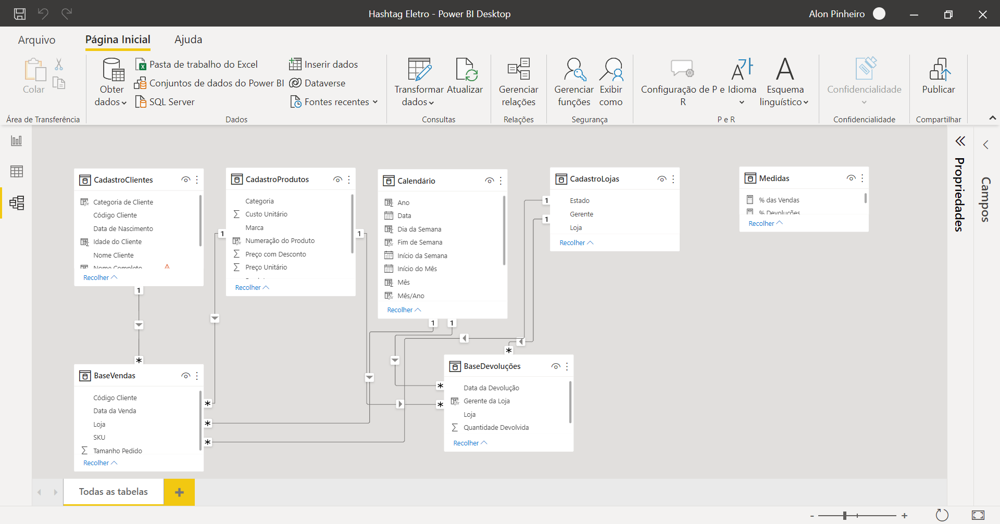 Hashtag Eletro - Power BI Desktop
Alon Pinheiro
Arquivo
Página Inicial
Ajuda
Colar
Área de Transferência
Obter dados
Pasta de trabalho do Excel
Conjuntos de dados do Power BI
SQL Server
Inserir dados
Dataverse
Fontes recentes
Dados
Transformar dados
Atualizar
Consultas
Gerenciar relações
Relações
Gerenciar funções
Exibir como
Segurança
Configuração de P e R
Idioma
Esquema linguístico
P e R
Confidencialidade
Confidencialidade
Publicar
Compartilhar
CadastroClientes
Categoria de Cliente
Código Cliente
Data de Nascimento
Idade do Cliente
Nome Cliente
Nome Completo
Recolher
CadastroProdutos
Categoria
Custo Unitário
Marca
Numeração do Produto
Preço com Desconto
Preço Unitário
Recolher
Calendário
Ano
Data
Dia da Semana
Fim de Semana
Início da Semana
Início do Mês
Mês
Mês/Ano
Recolher
CadastroLojas
Estado
Gerente
Loja
Recolher
Medidas
% das Vendas
% Devoluções
Recolher
Propriedades
Campos
1
1
1
1
1
1
1
*
*
*
*
*
*
*
BaseVendas
Código Cliente
Data da Venda
Loja
SKU
Tamanho Pedido
Recolher
BaseDevoluções
Data da Devolução
Gerente da Loja
Loja
Quantidade Devolvida
Recolher
Todas as tabelas
+
- +